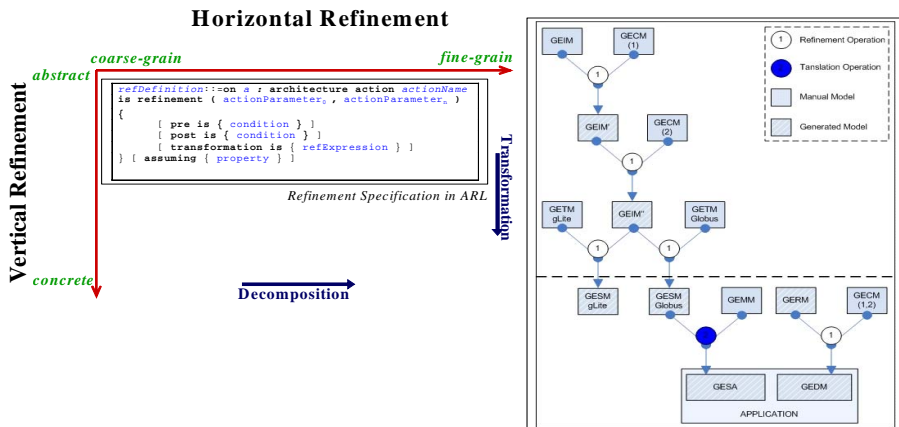 Horizontal Refinement
coarse-grain
fine-grain
abstract
Vertical Refinement
refDefinition::=on a : architecture action actionName
is refinement ( actionParameter₀ , actionParameterₙ )
{
[ pre is { condition } ]
[ post is { condition } ]
[ transformation is { refExpression } ]
} [ assuming { property } ]
Refinement Specification in ARL
Transformation
concrete
Decomposition
GEIM
GECM
(1)
1
GEIM'
GECM
(2)
1
GETM
gLite
GEIM''
GETM
Globus
1
1
GESM
gLite
GESM
Globus
GEMM
GERM
GECM
(1,2)
1
GESA
GEDM
APPLICATION
1
Refinement Operation
Tanslation Operation
Manual Model
Generated Model